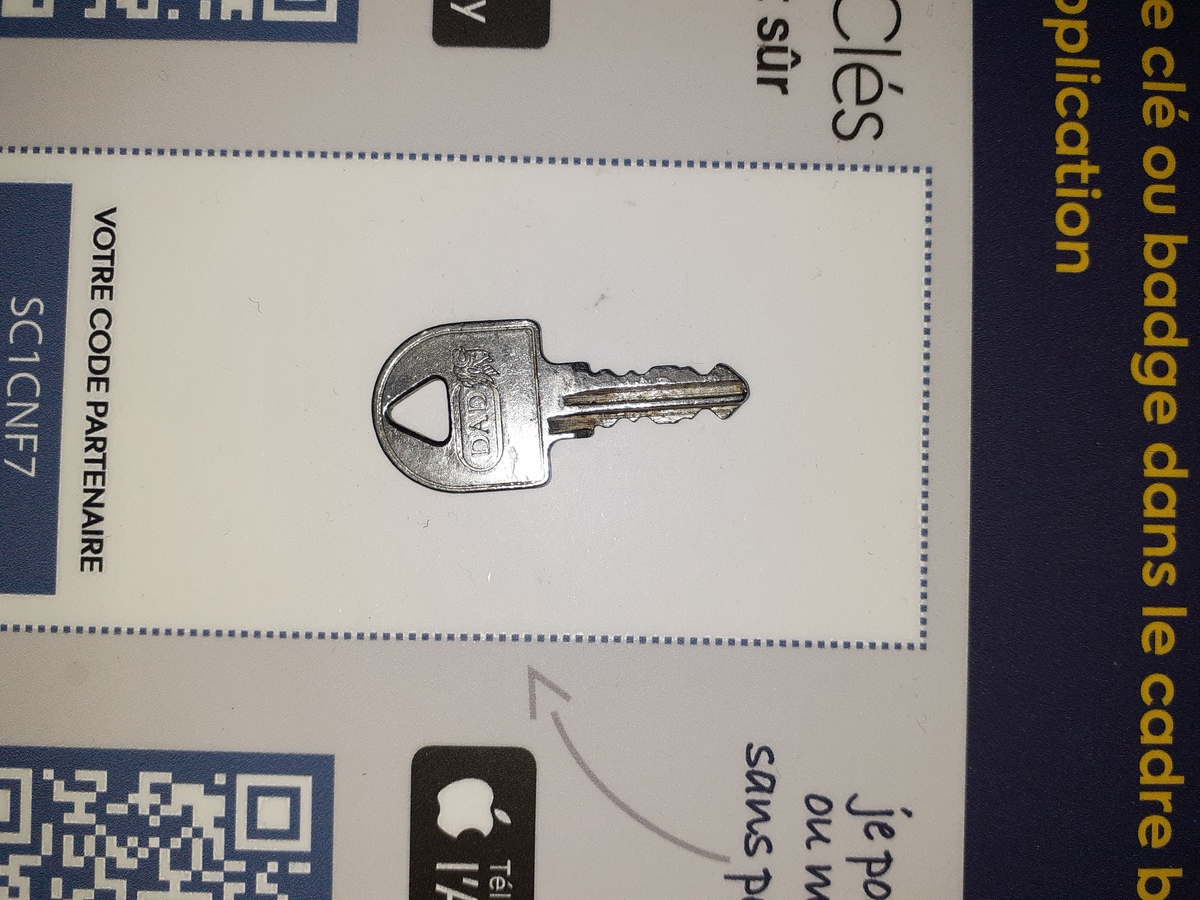 e clé ou badge dans le cadre b
pplication
Clés
t sûr
je po
ou m
sans p
DAD
y
Tél
l'A
VOTRE CODE PARTENAIRE
SC1CNF7